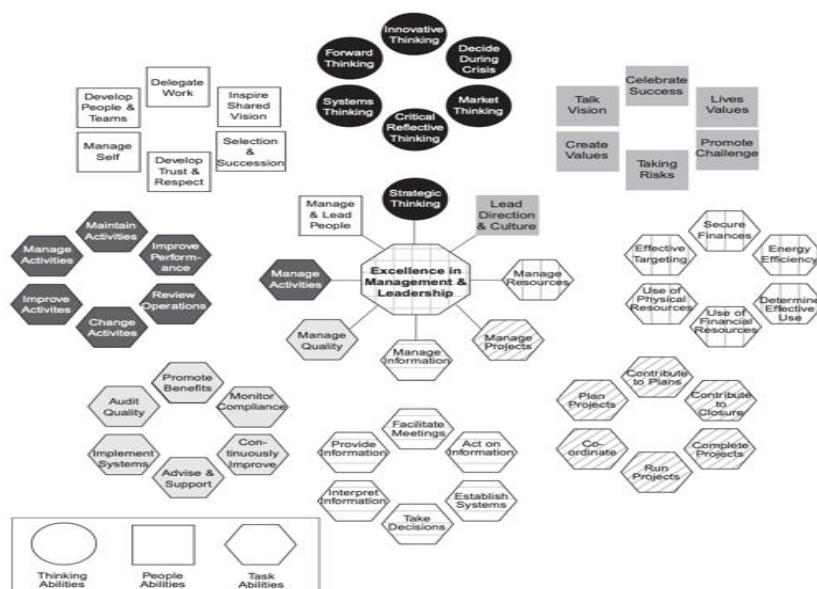 Innovative
Thinking
Forward
Thinking
Decide
During
Crisis
Systems
Thinking
Market
Thinking
Critical
Reflective
Thinking
Delegate
Work
Develop
People &
Teams
Inspire
Shared
Vision
Manage
Self
Selection
&
Succession
Develop
Trust &
Respect
Celebrate
Success
Talk
Vision
Lives
Values
Create
Values
Promote
Challenge
Taking
Risks
Strategic
Thinking
Manage
& Lead
People
Lead
Direction
& Culture
Manage
Activities
Excellence in
Management &
Leadership
Manage
Resources
Manage
Quality
Manage
Projects
Manage
Information
Maintain
Activities
Manage
Activities
Improve
Perform-
ance
Improve
Activites
Review
Operations
Change
Activites
Secure
Finances
Effective
Targeting
Energy
Efficiency
Use of
Physical
Resources
Determine
Effective
Use
Use of
Financial
Resources
Promote
Benefits
Audit
Quality
Monitor
Compliance
Implement
Systems
Con-
tinuously
Improve
Advise &
Support
Facilitate
Meetings
Provide
Information
Act on
Information
Interpret
Information
Establish
Systems
Take
Decisions
Contribute
to Plans
Plan
Projects
Contribute
to
Closure
Co-
ordinate
Complete
Projects
Run
Projects
Thinking
Abilities
People
Abilities
Task
Abilities